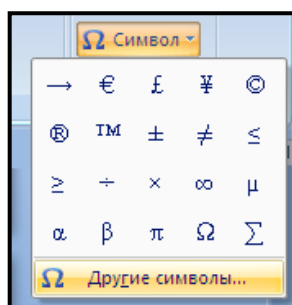 Ω Символ
→ € £ ¥ ©
® ™ ± ≠ ≤
≥ ÷ × ∞ µ
α β π Ω ∑
Ω Другие символы...